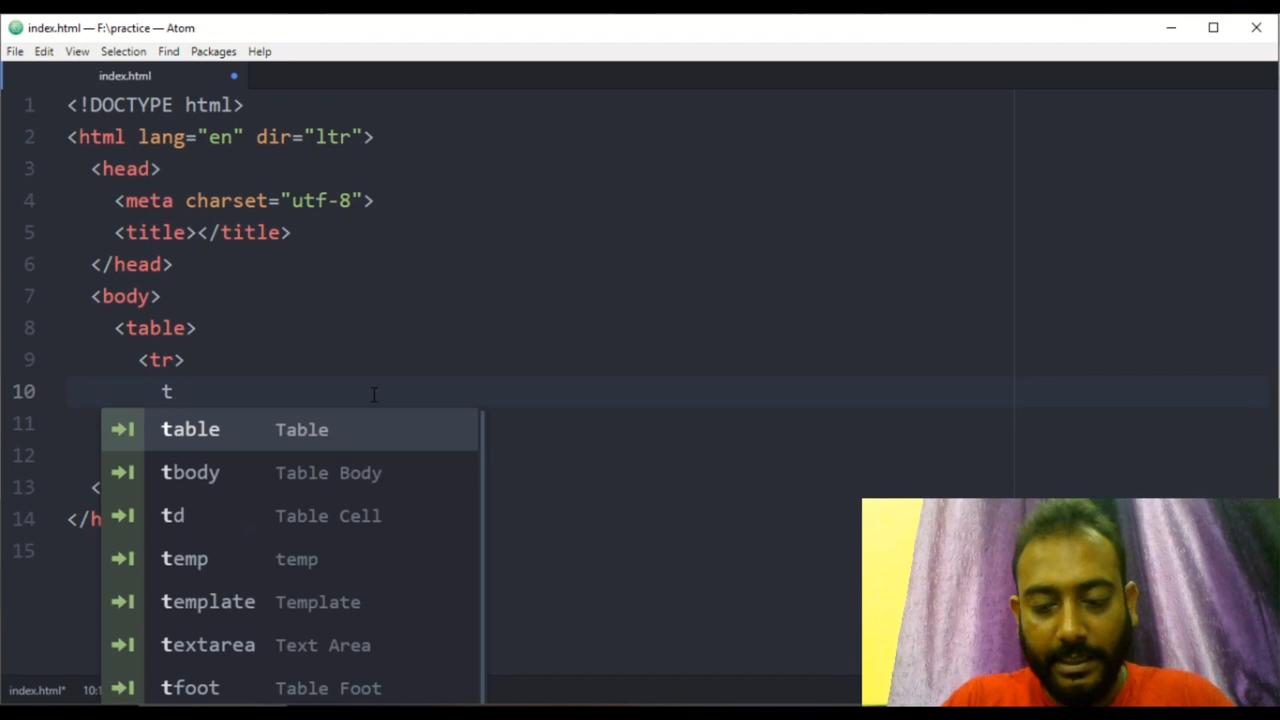 index.html — F:\practice — Atom
File Edit View Selection Find Packages Help
index.html
1 <!DOCTYPE html>
2 <html lang="en" dir="ltr">
3 <head>
4 <meta charset="utf-8">
5 <title></title>
6 </head>
7 <body>
8 <table>
9 <tr>
10 t
11
12
13 <
14 </h
15
table Table
tbody Table Body
td Table Cell
temp temp
template Template
textarea Text Area
tfoot Table Foot
index.html* 10:1